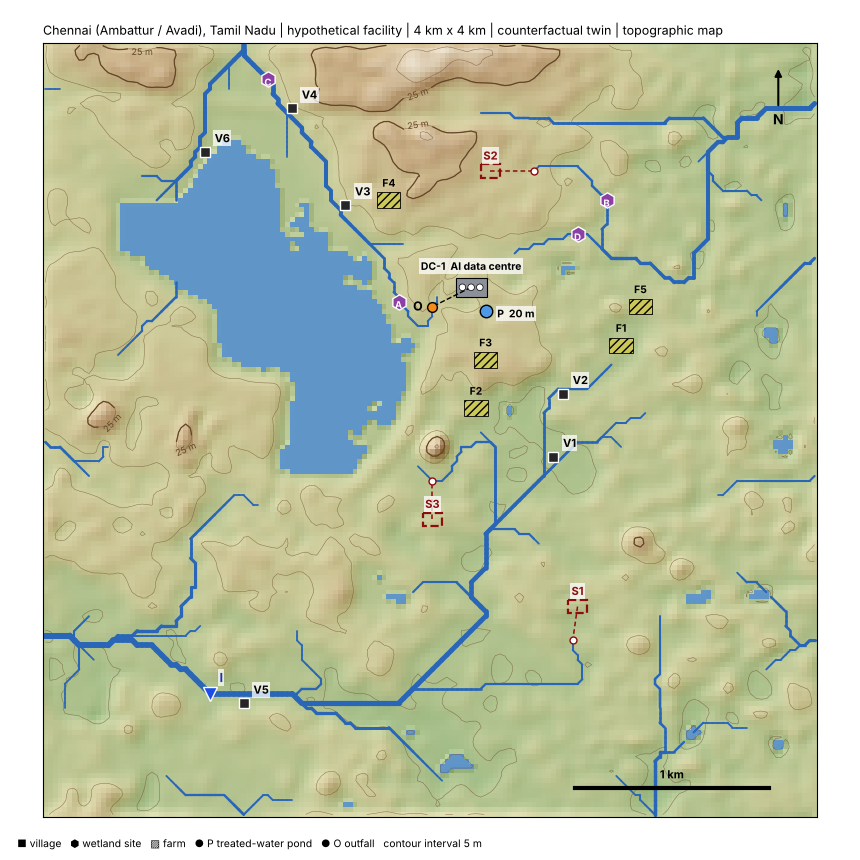 Chennai (Ambattur / Avadi), Tamil Nadu | hypothetical facility | 4 km x 4 km | counterfactual twin | topographic map
25 m
C
V4
25 m
N
25 m
V6
S2
F4
V3
B
D
DC-1 AI data centre
A
O
P 20 m
F5
F1
F3
V2
F2
25 m
25 m
V1
S3
S1
I
V5
1 km
village
wetland site
farm
P treated-water pond
O outfall
contour interval 5 m